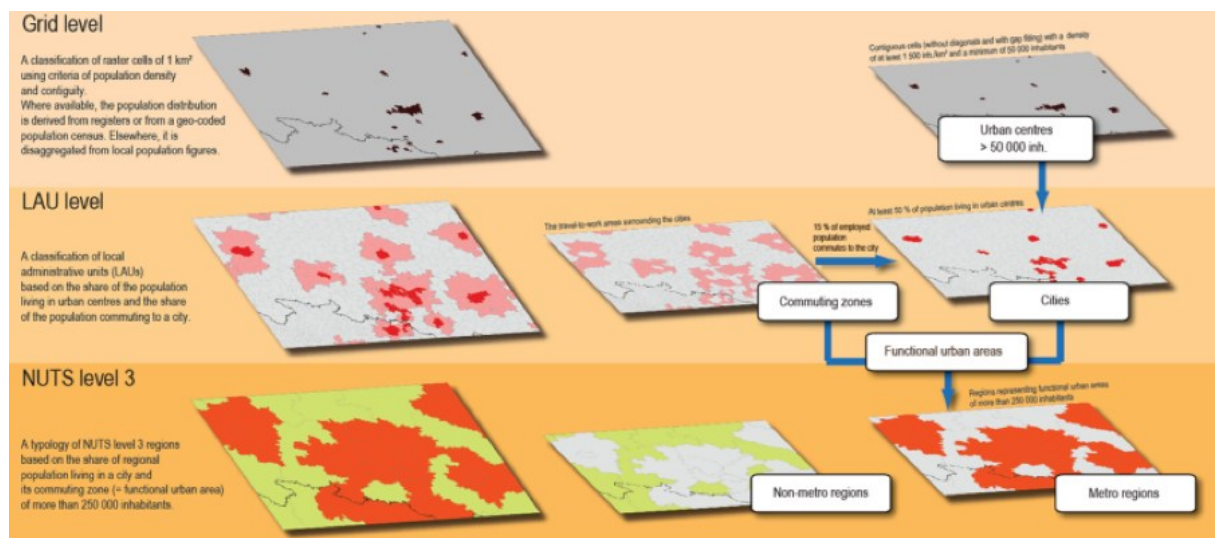 Grid level
A classification of raster cells of 1 km²
using criteria of population density
and contiguity.
Where available, the population distribution
is derived from registers or from a geo-coded
population census. Elsewhere, it is
disaggregated from local population figures.
Contiguous cells (without diagonals and with gap filling) with a density
of at least 1 500 inh./km² and a minimum of 50 000 inhabitants
Urban centres
> 50 000 inh.
LAU level
A classification of local
administrative units (LAUs)
based on the share of the population
living in urban centres and the share
of the population commuting to a city.
The travel-to-work areas surrounding the cities
15 % of employed
population
commutes to the city
At least 50 % of population living in urban centres
Commuting zones
Cities
Functional urban areas
NUTS level 3
A typology of NUTS level 3 regions
based on the share of regional
population living in a city and
its commuting zone (= functional urban area)
of more than 250 000 inhabitants.
Regions representing functional urban areas
of more than 250 000 inhabitants
Non-metro regions
Metro regions